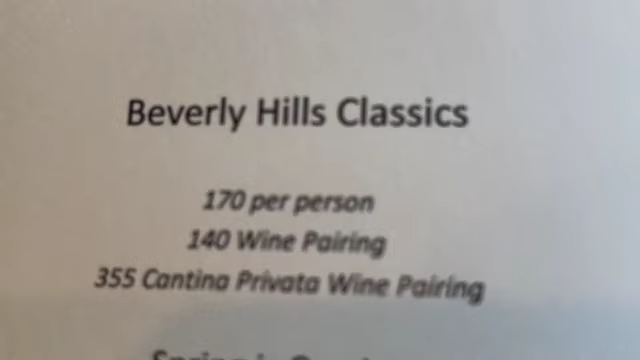 Beverly Hills Classics
170 per person
140 Wine Pairing
355 Cantina Privata Wine Pairing